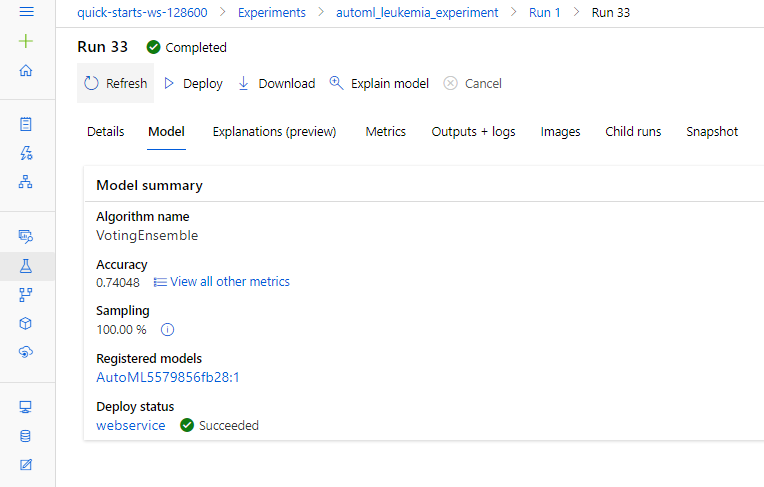 quick-starts-ws-128600 > Experiments > automl_leukemia_experiment > Run 1 > Run 33
Run 33 Completed
Refresh Deploy Download Explain model Cancel
Details Model Explanations (preview) Metrics Outputs + logs Images Child runs Snapshot
Model summary
Algorithm name
VotingEnsemble
Accuracy
0.74048 View all other metrics
Sampling
100.00 %
Registered models
AutoML5579856fb28:1
Deploy status
webservice Succeeded